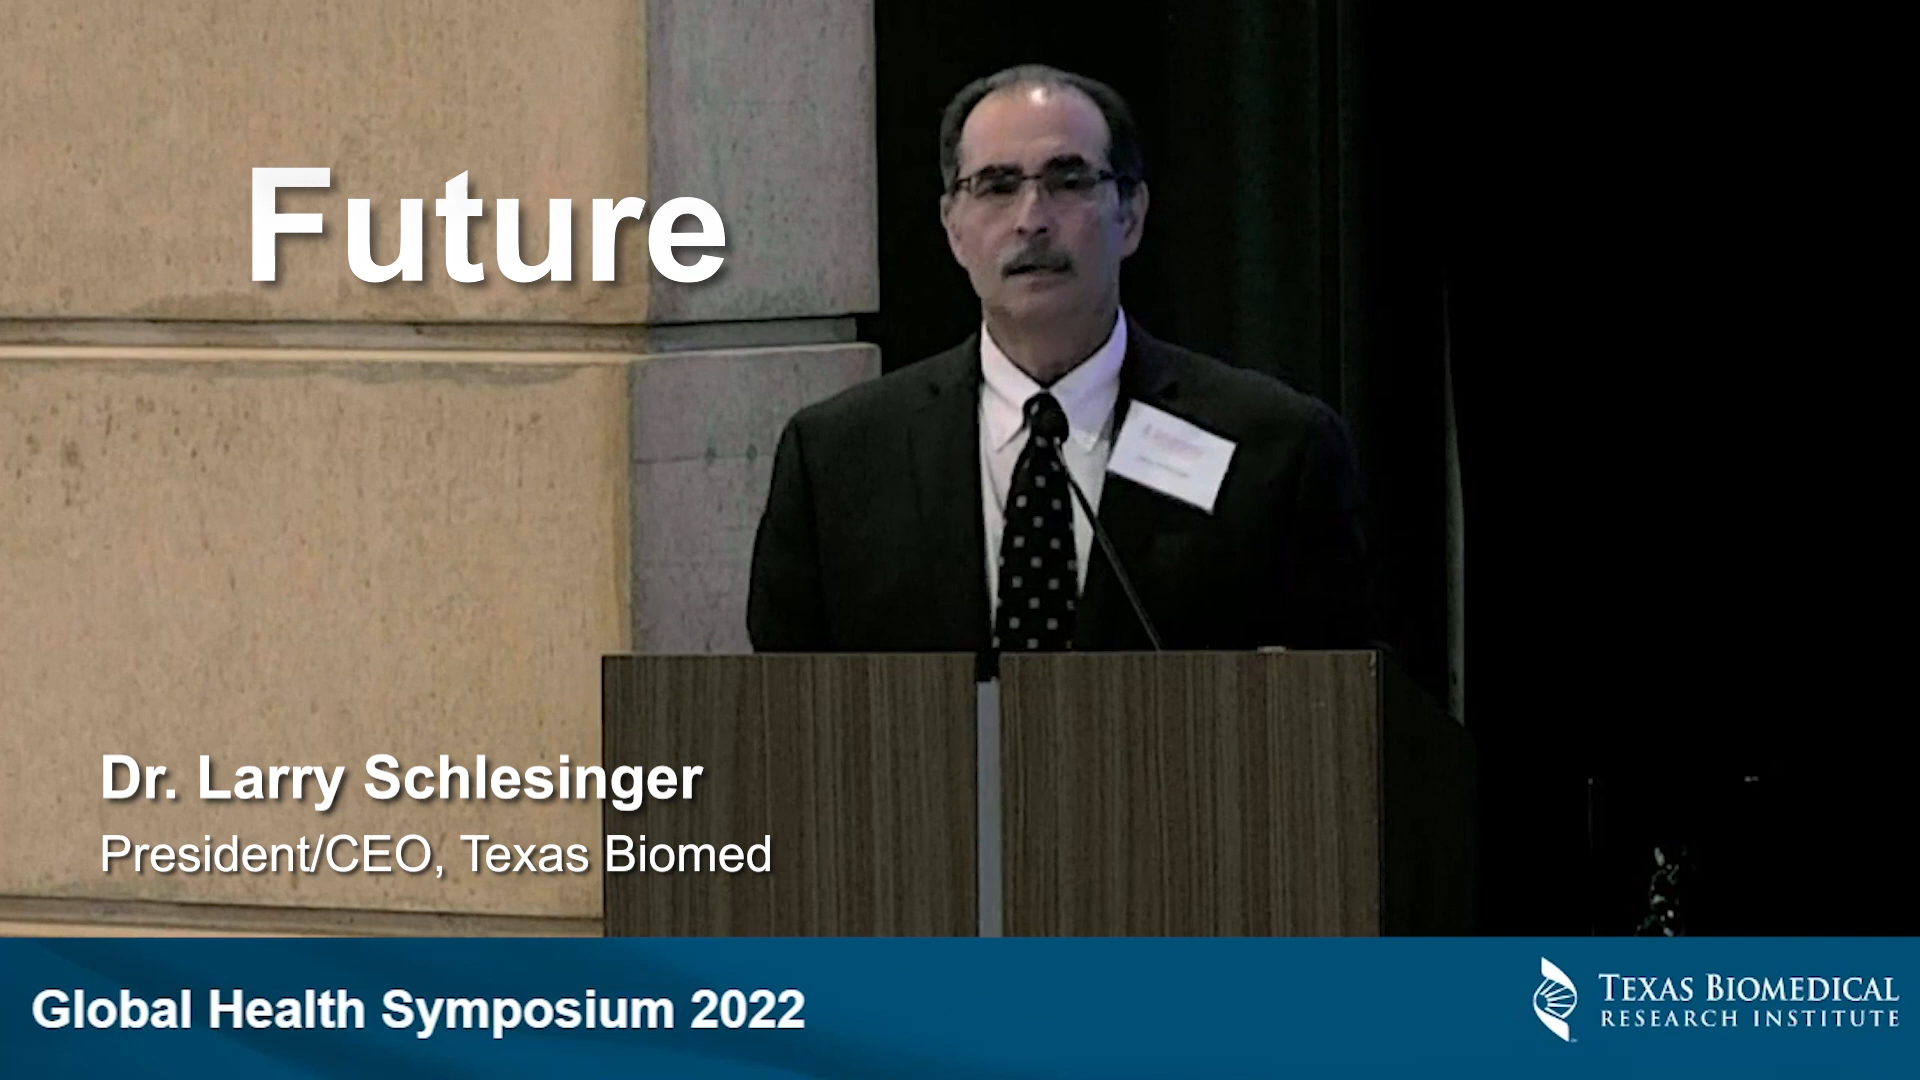 Future
Dr. Larry Schlesinger
President/CEO, Texas Biomed
Global Health Symposium 2022
TEXAS BIOMEDICAL
RESEARCH INSTITUTE